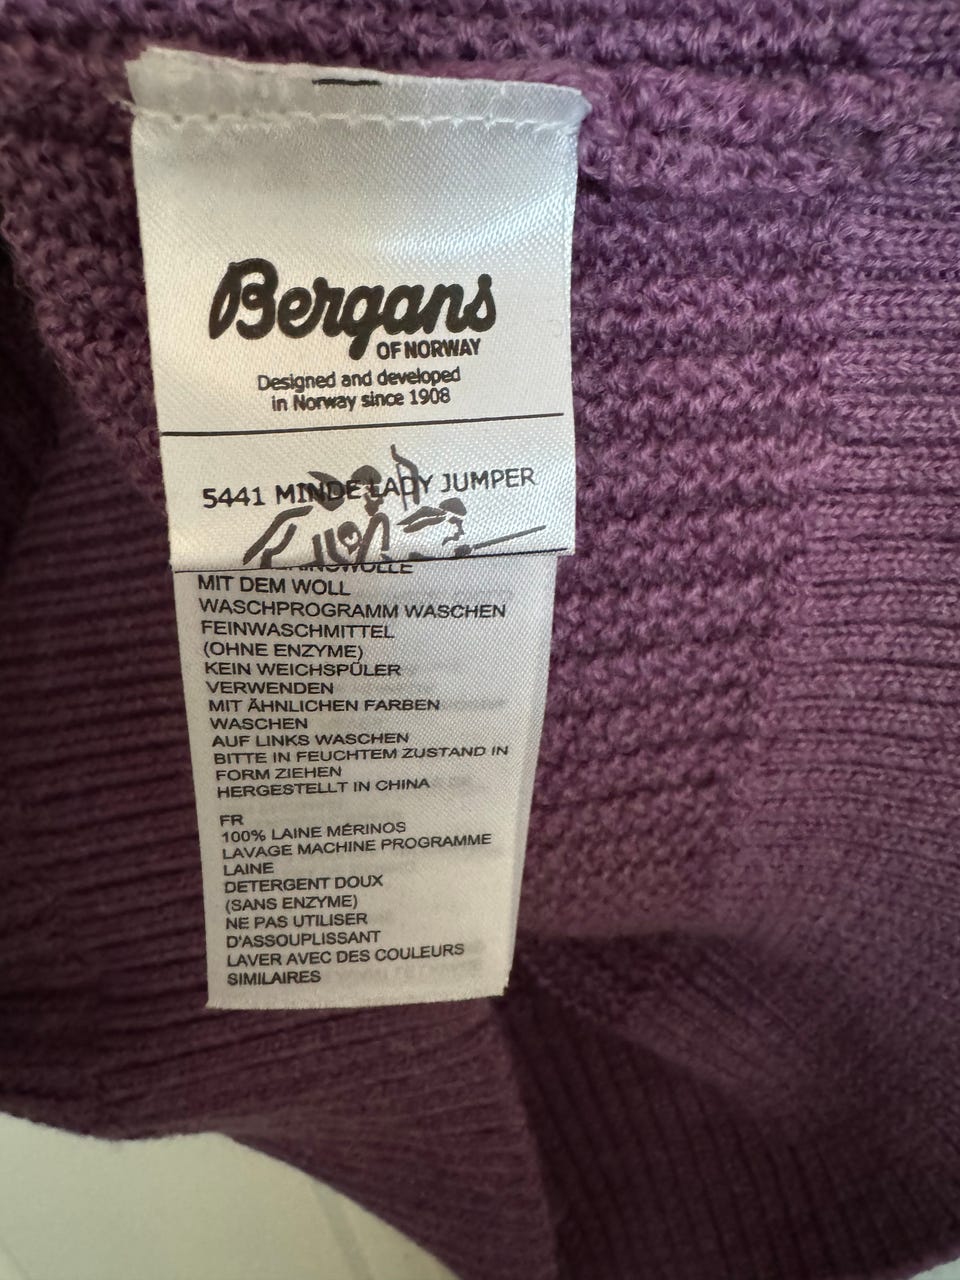 Bergans
OF NORWAY
Designed and developed
in Norway since 1908
5441 MINDE LADY JUMPER
MIT DEM WOLL
WASCHPROGRAMM WASCHEN
FEINWASCHMITTEL
(OHNE ENZYME)
KEIN WEICHSPÜLER
VERWENDEN
MIT ÄHNLICHEN FARBEN
WASCHEN
AUF LINKS WASCHEN
BITTE IN FEUCHTEM ZUSTAND IN
FORM ZIEHEN
HERGESTELLT IN CHINA
FR
100% LAINE MÉRINOS
LAVAGE MACHINE PROGRAMME
LAINE
DETERGENT DOUX
(SANS ENZYME)
NE PAS UTILISER
D'ASSOUPLISSANT
LAVER AVEC DES COULEURS
SIMILAIRES